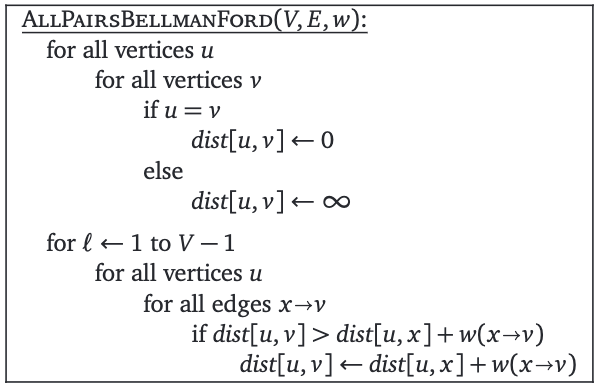 ALLPAIRSBELLMANFORD(V, E, w):
for all vertices u
for all vertices v
if u = v
dist[u, v] ← 0
else
dist[u, v] ← ∞
for ℓ ← 1 to V − 1
for all vertices u
for all edges x→v
if dist[u, v] > dist[u, x] + w(x→v)
dist[u, v] ← dist[u, x] + w(x→v)